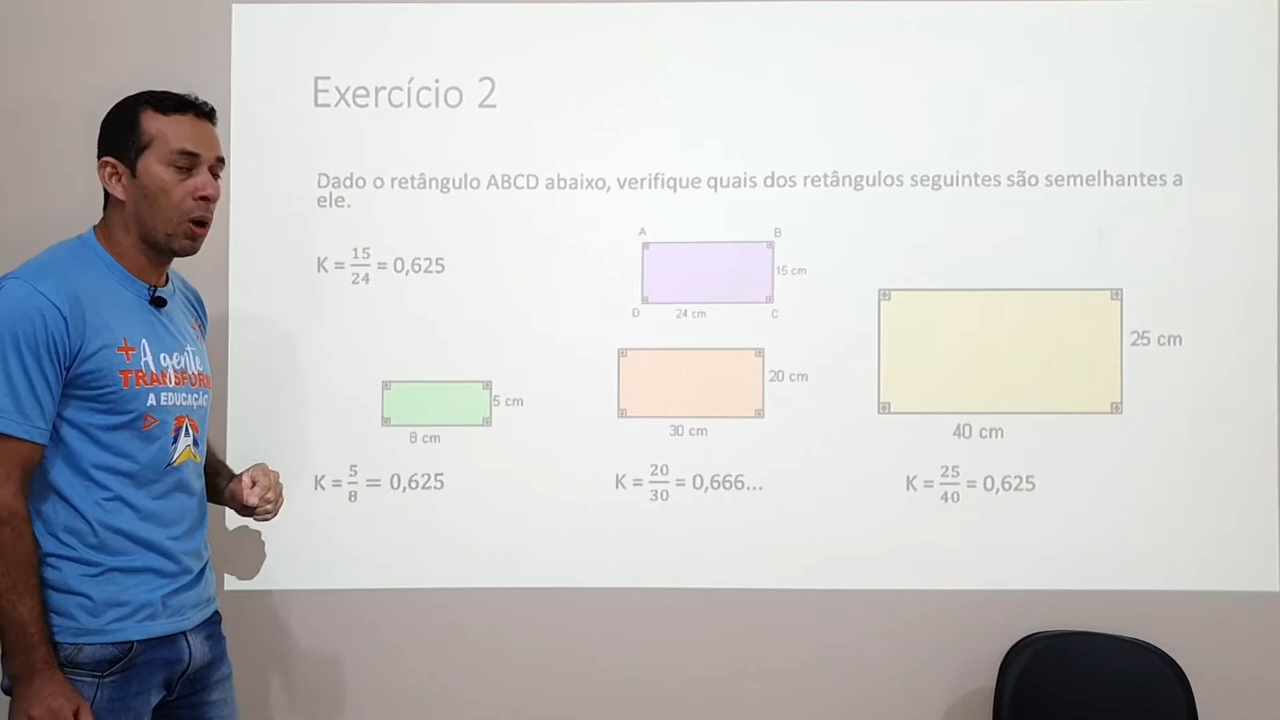 Exercício 2
Dado o retângulo ABCD abaixo, verifique quais dos retângulos seguintes são semelhantes a
ele.
K = 15/24 = 0,625
A B
15 cm
D 24 cm C
5 cm
8 cm
20 cm
30 cm
25 cm
40 cm
K = 5/8 = 0,625
K = 20/30 = 0,666...
K = 25/40 = 0,625
A gente
TRANSFORM
A EDUCAÇÃO